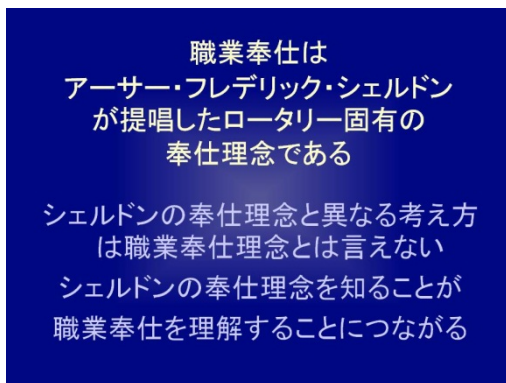 職業奉仕は
アーサー・フレデリック・シェルドン
が提唱したロータリー固有の
奉仕理念である
シェルドンの奉仕理念と異なる考え方
は職業奉仕理念とは言えない
シェルドンの奉仕理念を知ることが
職業奉仕を理解することにつながる